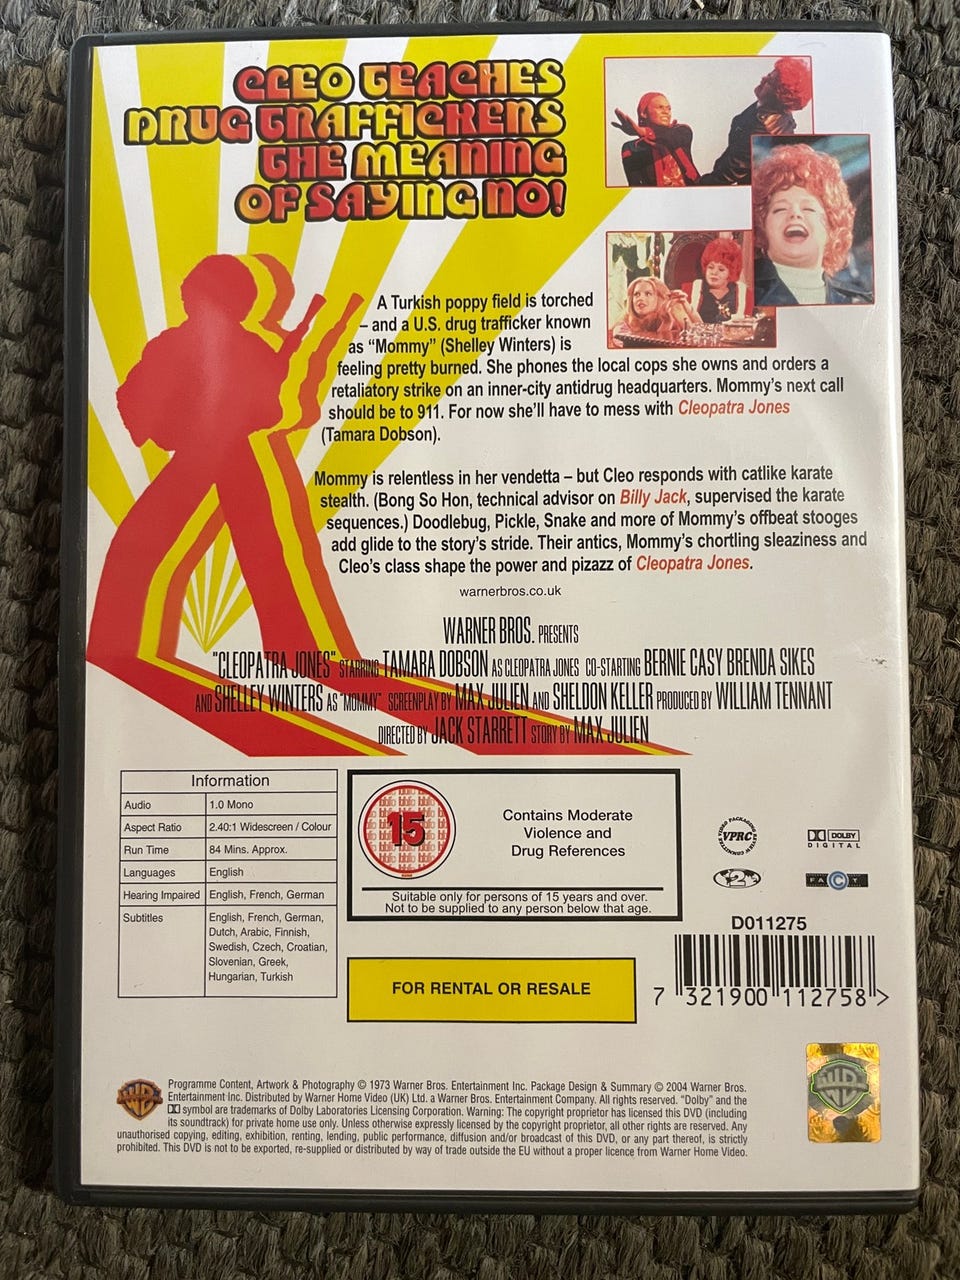 CLEO TEACHES
DRUG TRAFFICKERS
THE MEANING
OF SAYING NO!
A Turkish poppy field is torched
– and a U.S. drug trafficker known
as “Mommy” (Shelley Winters) is
feeling pretty burned. She phones the local cops she owns and orders a
retaliatory strike on an inner-city antidrug headquarters. Mommy’s next call
should be to 911. For now she’ll have to mess with Cleopatra Jones
(Tamara Dobson).
Mommy is relentless in her vendetta – but Cleo responds with catlike karate
stealth. (Bong So Hon, technical advisor on Billy Jack, supervised the karate
sequences.) Doodlebug, Pickle, Snake and more of Mommy’s offbeat stooges
add glide to the story’s stride. Their antics, Mommy’s chortling sleaziness and
Cleo’s class shape the power and pizazz of Cleopatra Jones.
warnerbros.co.uk
WARNER BROS. PRESENTS
"CLEOPATRA JONES" STARRING TAMARA DOBSON AS CLEOPATRA JONES CO-STARRING BERNIE CASY BRENDA SIKES
AND SHELLEY WINTERS AS "MOMMY" SCREENPLAY BY MAX JULIEN AND SHELDON KELLER PRODUCED BY WILLIAM TENNANT
DIRECTED BY JACK STARRETT STORY BY MAX JULIEN
Information
Audio 1.0 Mono
Aspect Ratio 2.40:1 Widescreen / Colour
Run Time 84 Mins. Approx.
Languages English
Hearing Impaired English, French, German
Subtitles English, French, German,
Dutch, Arabic, Finnish,
Swedish, Czech, Croatian,
Slovenian, Greek,
Hungarian, Turkish
15
Contains Moderate
Violence and
Drug References
Suitable only for persons of 15 years and over.
Not to be supplied to any person below that age.
FOR RENTAL OR RESALE
VIDEO PACKAGING REVIEW COMMITTEE
VPRC
DOLBY
DIGITAL
2
FACT
D011275
7 321900 112758 >
WB
Programme Content, Artwork & Photography © 1973 Warner Bros. Entertainment Inc. Package Design & Summary © 2004 Warner Bros.
Entertainment Inc. Distributed by Warner Home Video (UK) Ltd. a Warner Bros. Entertainment Company. All rights reserved. “Dolby” and the
symbol are trademarks of Dolby Laboratories Licensing Corporation. Warning: The copyright proprietor has licensed this DVD (including
its soundtrack) for private home use only. Unless otherwise expressly licensed by the copyright proprietor, all other rights are reserved. Any
unauthorised copying, editing, exhibition, renting, lending, public performance, diffusion and/or broadcast of this DVD, or any part thereof, is strictly
prohibited. This DVD is not to be exported, re-supplied or distributed by way of trade outside the EU without a proper licence from Warner Home Video.
WB